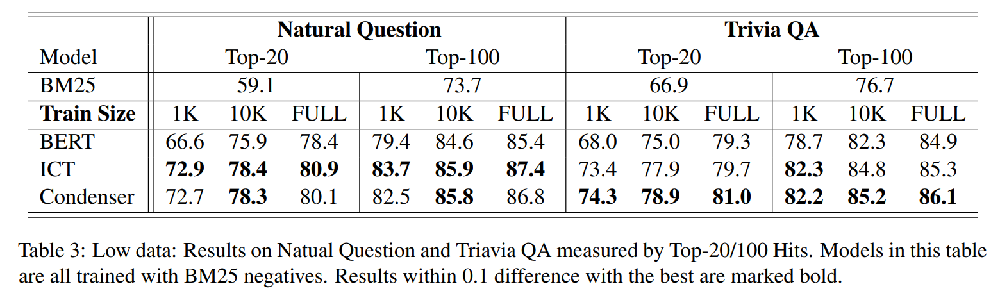 Natural Question Trivia QA
Model Top-20 Top-100 Top-20 Top-100
BM25 59.1 73.7 66.9 76.7
Train Size 1K 10K FULL 1K 10K FULL 1K 10K FULL 1K 10K FULL
BERT 66.6 75.9 78.4 79.4 84.6 85.4 68.0 75.0 79.3 78.7 82.3 84.9
ICT 72.9 78.4 80.9 83.7 85.9 87.4 73.4 77.9 79.7 82.3 84.8 85.3
Condenser 72.7 78.3 80.1 82.5 85.8 86.8 74.3 78.9 81.0 82.2 85.2 86.1
Table 3: Low data: Results on Natual Question and Triavia QA measured by Top-20/100 Hits. Models in this table
are all trained with BM25 negatives. Results within 0.1 difference with the best are marked bold.